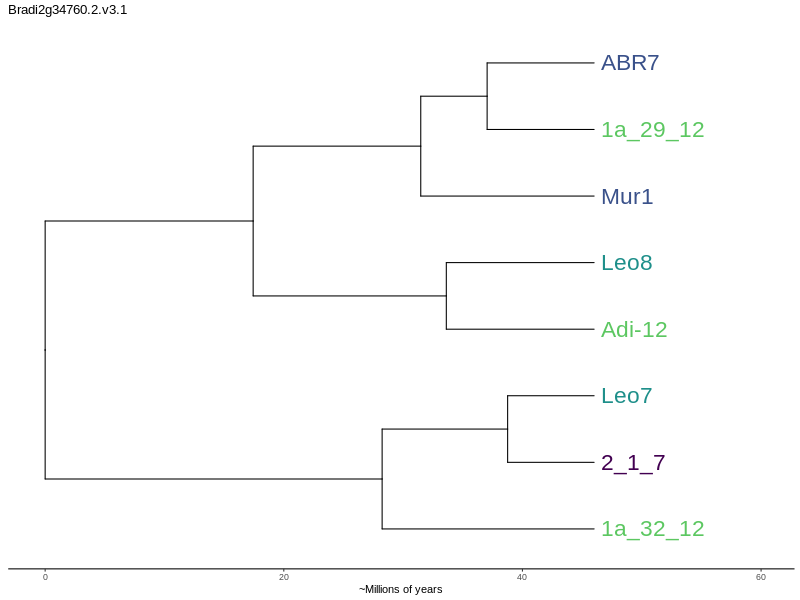 Bradi2g34760.2.v3.1
ABR7
1a_29_12
Mur1
Leo8
Adi-12
Leo7
2_1_7
1a_32_12
0 20 40 60
~Millions of years